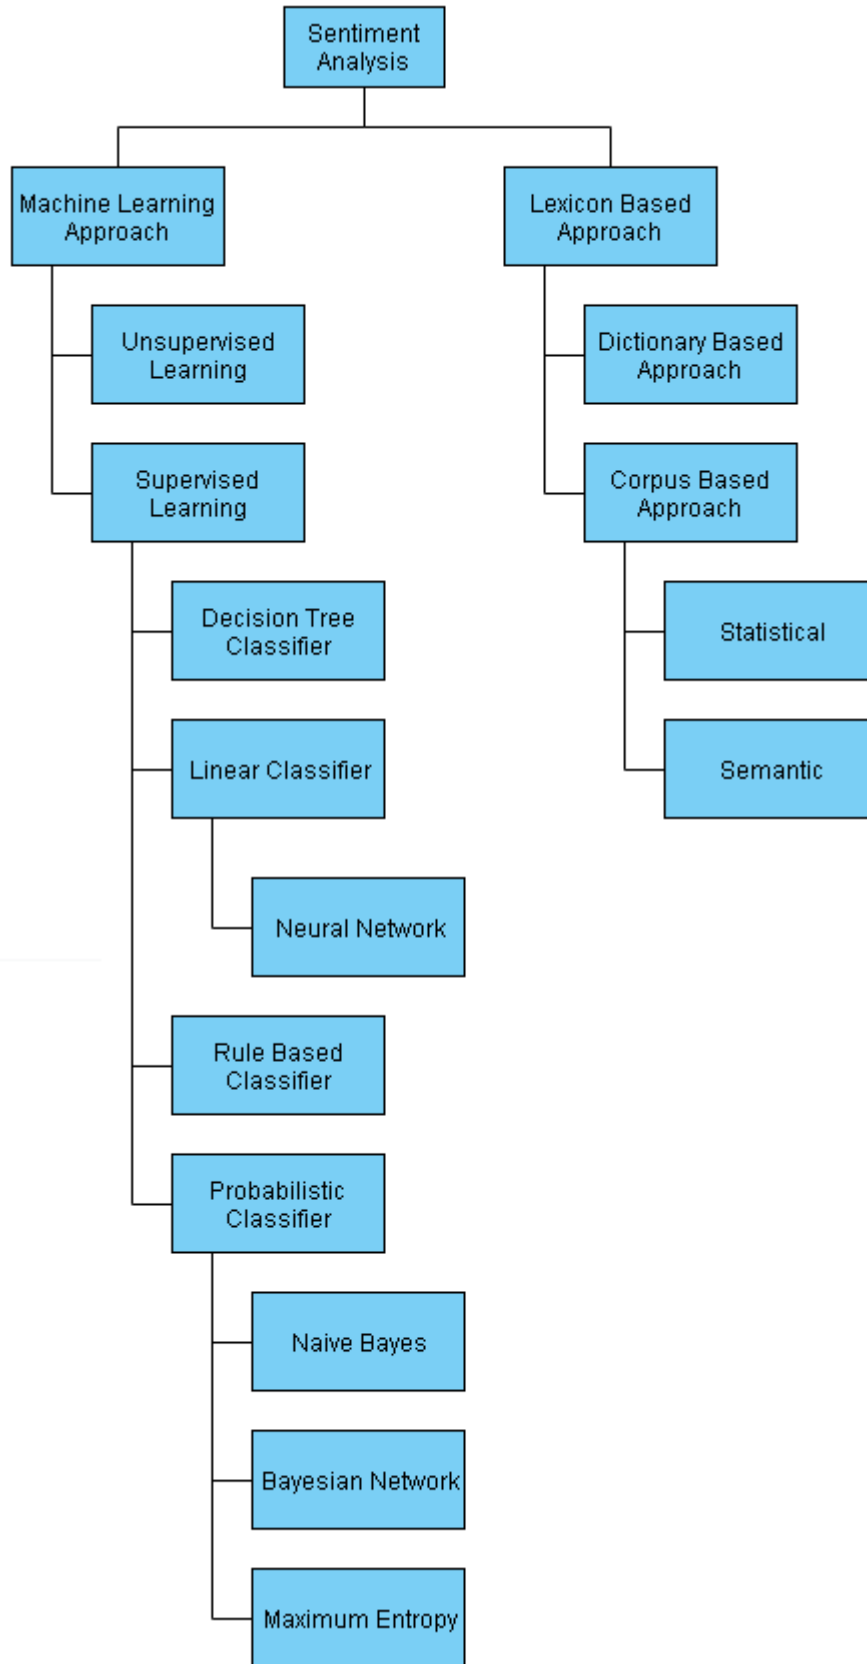 Sentiment
Analysis
Machine Learning
Approach
Lexicon Based
Approach
Unsupervised
Learning
Dictionary Based
Approach
Supervised
Learning
Corpus Based
Approach
Decision Tree
Classifier
Statistical
Linear Classifier
Semantic
Neural Network
Rule Based
Classifier
Probabilistic
Classifier
Naive Bayes
Bayesian Network
Maximum Entropy